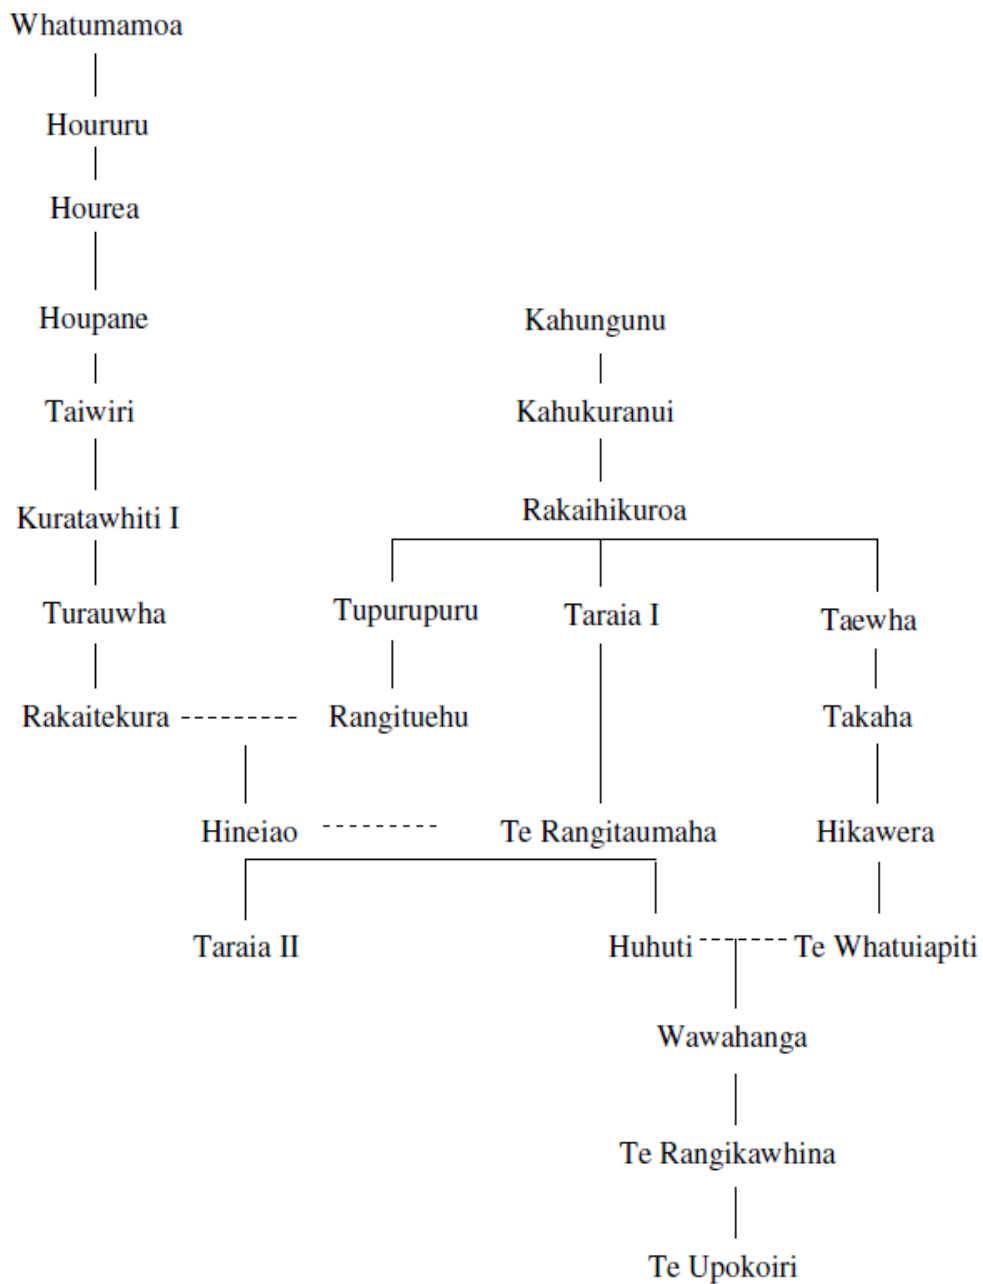 Whatumamoa
Houruru
Hourea
Houpane Kahungunu
Taiwiri Kahukuranui
Kuratawhiti I Rakaihikuroa
Turauwha Tupurupuru Taraia I Taewha
Rakaitekura Rangituehu Takaha
Hineiao Te Rangitaumaha Hikawera
Taraia II Huhuti Te Whatuiapiti
Wawahanga
Te Rangikawhina
Te Upokoiri